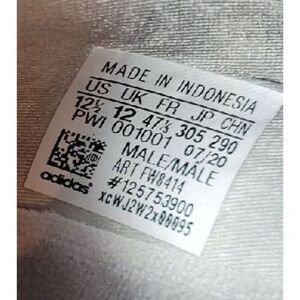 MADE IN INDONESIA
US UK FR JP CHN
12½ 12 47⅓ 305 290
PWI 001001 07/20
MALE/MALE
ART FW8414
#125753900
adidas
xcWJ2W2x00095